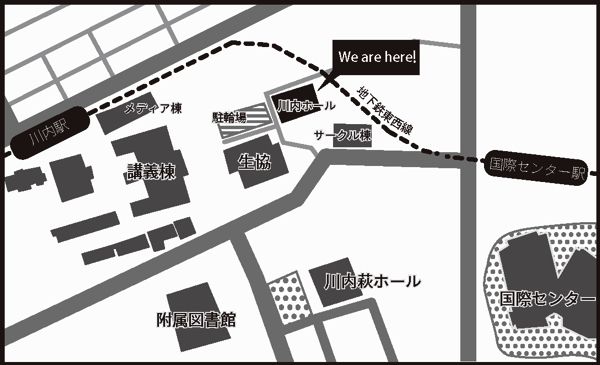 We are here!
地下鉄東西線
メディア棟
川内ホール
駐輪場
川内駅
サークル棟
講義棟
生協
国際センター駅
川内萩ホール
国際センター
附属図書館